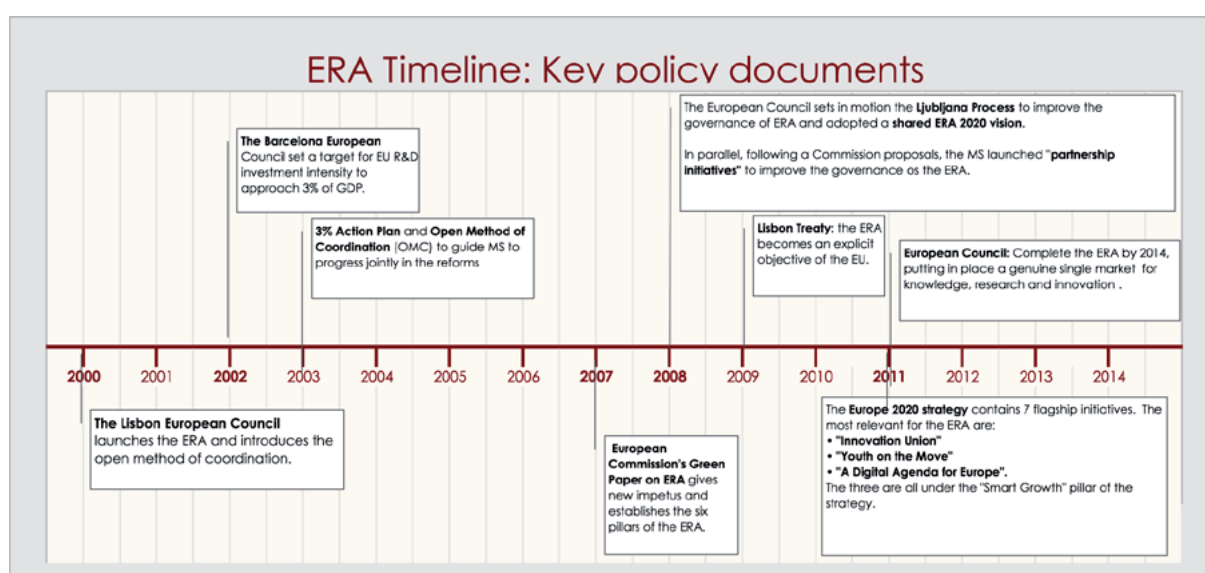 ERA Timeline: Key policy documents
The Barcelona European
Council set a target for EU R&D
investment intensity to
approach 3% of GDP.
3% Action Plan and Open Method of
Coordination (OMC) to guide MS to
progress jointly in the reforms
The European Council sets in motion the Ljubljana Process to improve the
governance of ERA and adopted a shared ERA 2020 vision.
In parallel, following a Commission proposals, the MS launched "partnership
initiatives" to improve the governance os the ERA.
Lisbon Treaty: the ERA
becomes an explicit
objective of the EU.
European Council: Complete the ERA by 2014,
putting in place a genuine single market for
knowledge, research and innovation .
2000 2001 2002 2003 2004 2005 2006 2007 2008 2009 2010 2011 2012 2013 2014
The Lisbon European Council
launches the ERA and introduces the
open method of coordination.
European
Commission's Green
Paper on ERA gives
new impetus and
establishes the six
pillars of the ERA.
The Europe 2020 strategy contains 7 flagship initiatives. The
most relevant for the ERA are:
• "Innovation Union"
• "Youth on the Move"
• "A Digital Agenda for Europe".
The three are all under the "Smart Growth" pillar of the
strategy.